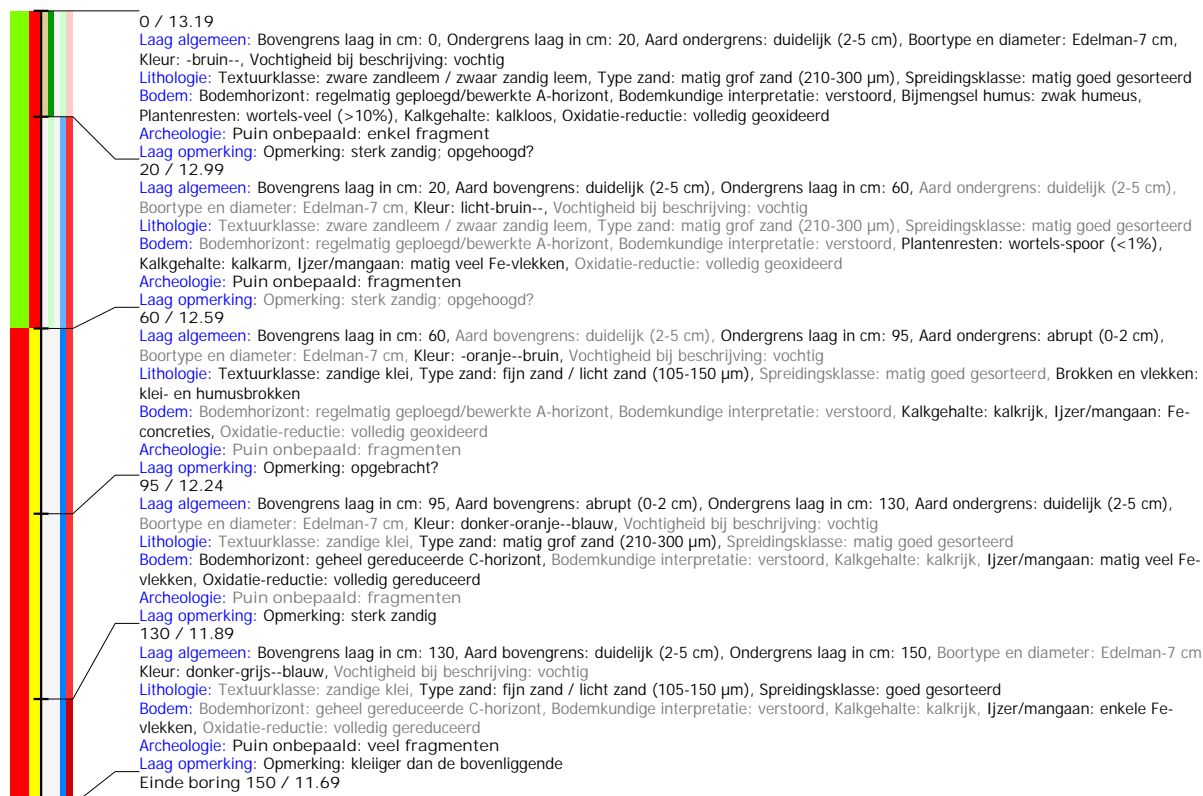 0 / 13.19
Laag algemeen: Bovengrens laag in cm: 0, Ondergrens laag in cm: 20, Aard ondergrens: duidelijk (2-5 cm), Boortype en diameter: Edelman-7 cm,
Kleur: -bruin--, Vochtigheid bij beschrijving: vochtig
Lithologie: Textuurklasse: zware zandleem / zwaar zandig leem, Type zand: matig grof zand (210-300 µm), Spreidingsklasse: matig goed gesorteerd
Bodem: Bodemhorizont: regelmatig geploegd/bewerkte A-horizont, Bodemkundige interpretatie: verstoord, Bijmengsel humus: zwak humeus,
Plantenresten: wortels-veel (>10%), Kalkgehalte: kalkloos, Oxidatie-reductie: volledig geoxideerd
Archeologie: Puin onbepaald: enkel fragment
Laag opmerking: Opmerking: sterk zandig; opgehoogd?
20 / 12.99
Laag algemeen: Bovengrens laag in cm: 20, Aard bovengrens: duidelijk (2-5 cm), Ondergrens laag in cm: 60, Aard ondergrens: duidelijk (2-5 cm),
Boortype en diameter: Edelman-7 cm, Kleur: licht-bruin--, Vochtigheid bij beschrijving: vochtig
Lithologie: Textuurklasse: zware zandleem / zwaar zandig leem, Type zand: matig grof zand (210-300 µm), Spreidingsklasse: matig goed gesorteerd
Bodem: Bodemhorizont: regelmatig geploegd/bewerkte A-horizont, Bodemkundige interpretatie: verstoord, Plantenresten: wortels-spoor (<1%),
Kalkgehalte: kalkarm, Ijzer/mangaan: matig veel Fe-vlekken, Oxidatie-reductie: volledig geoxideerd
Archeologie: Puin onbepaald: fragmenten
Laag opmerking: Opmerking: sterk zandig; opgehoogd?
60 / 12.59
Laag algemeen: Bovengrens laag in cm: 60, Aard bovengrens: duidelijk (2-5 cm), Ondergrens laag in cm: 95, Aard ondergrens: abrupt (0-2 cm),
Boortype en diameter: Edelman-7 cm, Kleur: -oranje--bruin, Vochtigheid bij beschrijving: vochtig
Lithologie: Textuurklasse: zandige klei, Type zand: fijn zand / licht zand (105-150 µm), Spreidingsklasse: matig goed gesorteerd, Brokken en vlekken:
klei- en humusbrokken
Bodem: Bodemhorizont: regelmatig geploegd/bewerkte A-horizont, Bodemkundige interpretatie: verstoord, Kalkgehalte: kalkrijk, Ijzer/mangaan: Fe-
concreties, Oxidatie-reductie: volledig geoxideerd
Archeologie: Puin onbepaald: fragmenten
Laag opmerking: Opmerking: opgebracht?
95 / 12.24
Laag algemeen: Bovengrens laag in cm: 95, Aard bovengrens: abrupt (0-2 cm), Ondergrens laag in cm: 130, Aard ondergrens: duidelijk (2-5 cm),
Boortype en diameter: Edelman-7 cm, Kleur: donker-oranje--blauw, Vochtigheid bij beschrijving: vochtig
Lithologie: Textuurklasse: zandige klei, Type zand: matig grof zand (210-300 µm), Spreidingsklasse: matig goed gesorteerd
Bodem: Bodemhorizont: geheel gereduceerde C-horizont, Bodemkundige interpretatie: verstoord, Kalkgehalte: kalkrijk, Ijzer/mangaan: matig veel Fe-
vlekken, Oxidatie-reductie: volledig gereduceerd
Archeologie: Puin onbepaald: fragmenten
Laag opmerking: Opmerking: sterk zandig
130 / 11.89
Laag algemeen: Bovengrens laag in cm: 130, Aard bovengrens: duidelijk (2-5 cm), Ondergrens laag in cm: 150, Boortype en diameter: Edelman-7 cm
Kleur: donker-grijs--blauw, Vochtigheid bij beschrijving: vochtig
Lithologie: Textuurklasse: zandige klei, Type zand: fijn zand / licht zand (105-150 µm), Spreidingsklasse: goed gesorteerd
Bodem: Bodemhorizont: geheel gereduceerde C-horizont, Bodemkundige interpretatie: verstoord, Kalkgehalte: kalkrijk, Ijzer/mangaan: enkele Fe-
vlekken, Oxidatie-reductie: volledig gereduceerd
Archeologie: Puin onbepaald: veel fragmenten
Laag opmerking: Opmerking: kleiiger dan de bovenliggende
Einde boring 150 / 11.69